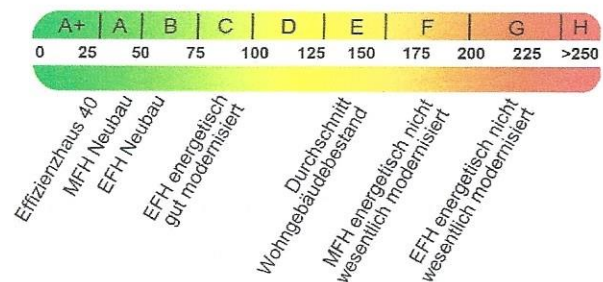 A+ A B C D E F G H
0 25 50 75 100 125 150 175 200 225 >250
Effizienzhaus 40
MFH Neubau
EFH Neubau
EFH energetisch
gut modernisiert
Durchschnitt
Wohngebäudebestand
MFH energetisch nicht
wesentlich modernisiert
EFH energetisch nicht
wesentlich modernisiert